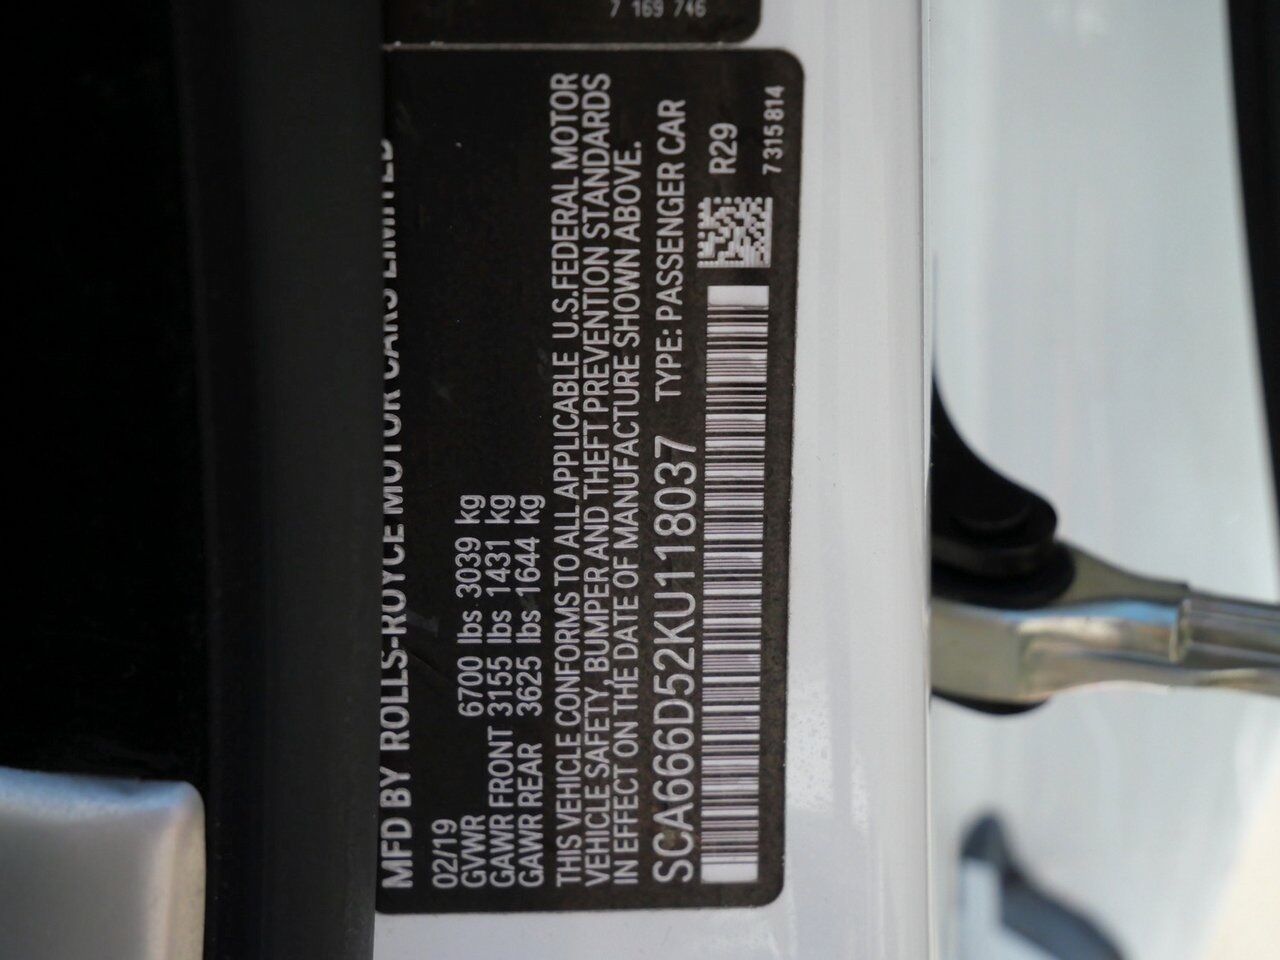 7 169 746
MFD BY ROLLS-ROYCE MOTOR CARS LIMITED
02/19
GVWR 6700 lbs 3039 kg
GAWR FRONT 3155 lbs 1431 kg
GAWR REAR 3625 lbs 1644 kg
THIS VEHICLE CONFORMS TO ALL APPLICABLE U.S.FEDERAL MOTOR
VEHICLE SAFETY, BUMPER AND THEFT PREVENTION STANDARDS
IN EFFECT ON THE DATE OF MANUFACTURE SHOWN ABOVE.
SCA666D52KU118037 TYPE: PASSENGER CAR
R29
7 315 814